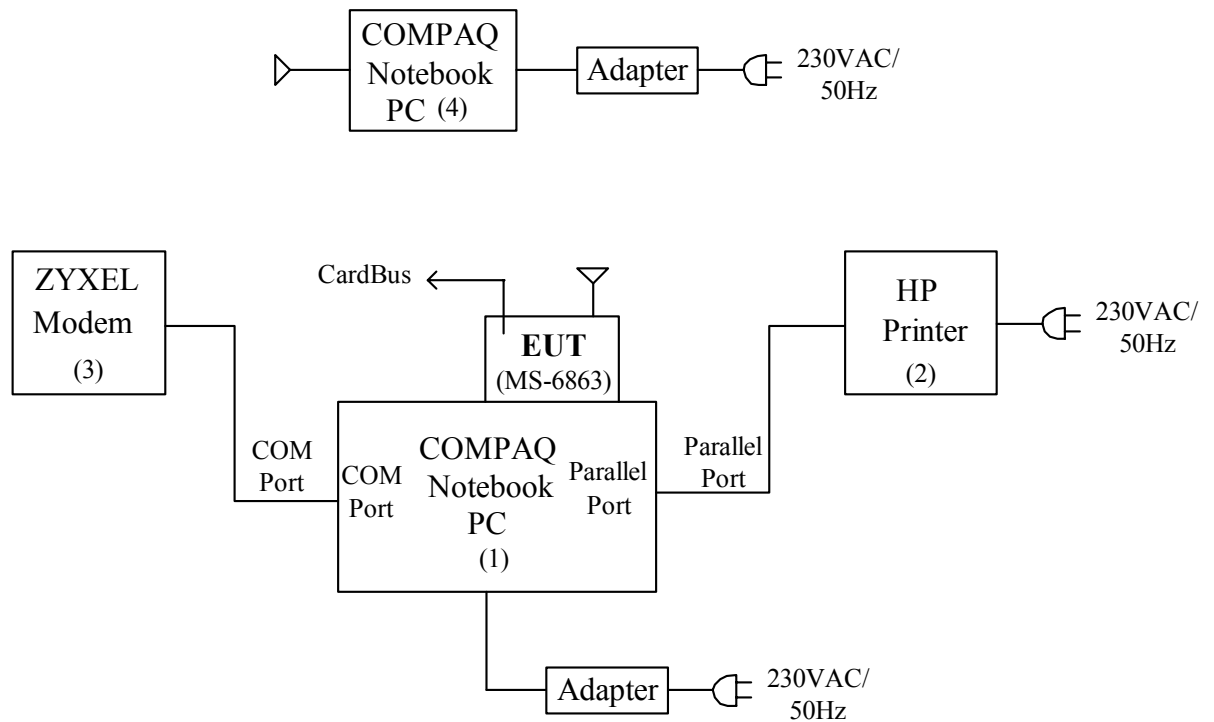 COMPAQ
Notebook
PC (4)
Adapter
230VAC/
50Hz
ZYXEL
Modem
(3)
CardBus
EUT
(MS-6863)
HP
Printer
(2)
230VAC/
50Hz
COM
Port
COM
Port
COMPAQ
Notebook
PC
(1)
Parallel
Port
Parallel
Port
Adapter
230VAC/
50Hz